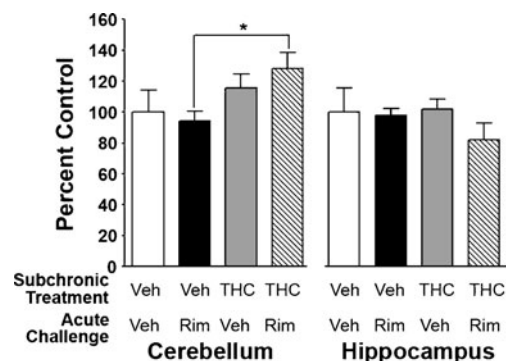 160
140
120
100
80
60
40
20
0
Percent Control
*
Subchronic
Treatment
Veh Veh THC THC Veh Veh THC THC
Acute
Challenge
Veh Rim Veh Rim Veh Rim Veh Rim
Cerebellum Hippocampus